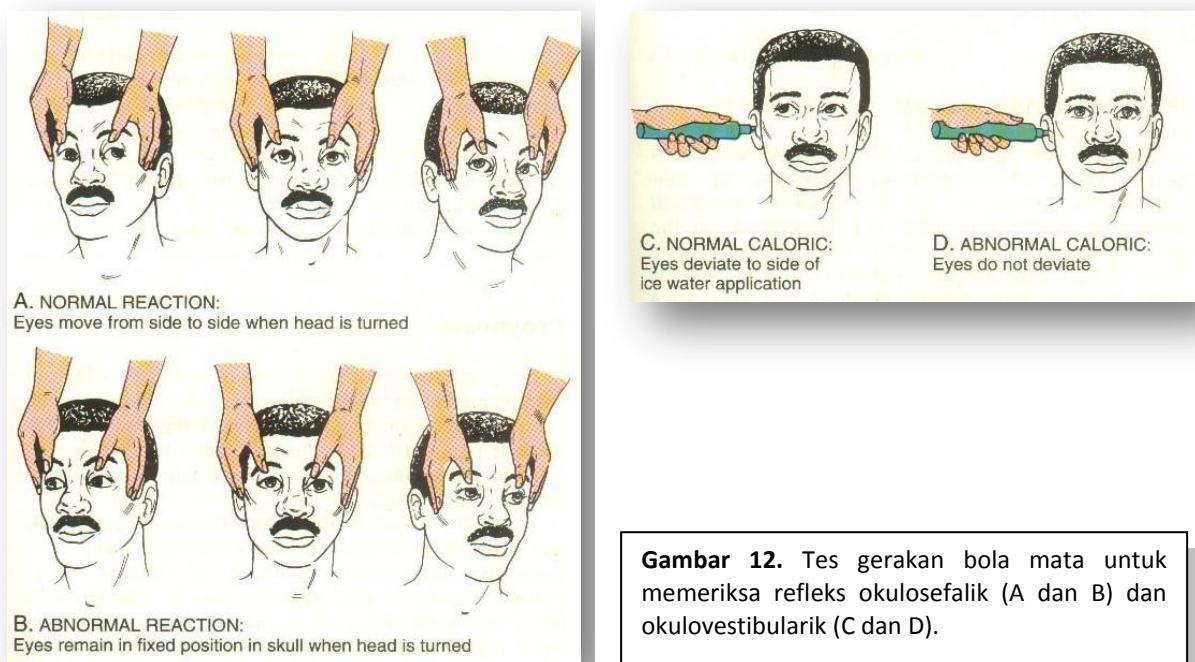 A. NORMAL REACTION:
Eyes move from side to side when head is turned
B. ABNORMAL REACTION:
Eyes remain in fixed position in skull when head is turned
C. NORMAL CALORIC:
Eyes deviate to side of
ice water application
D. ABNORMAL CALORIC:
Eyes do not deviate
Gambar 12. Tes gerakan bola mata untuk
memeriksa refleks okulosefalik (A dan B) dan
okulovestibularik (C dan D).